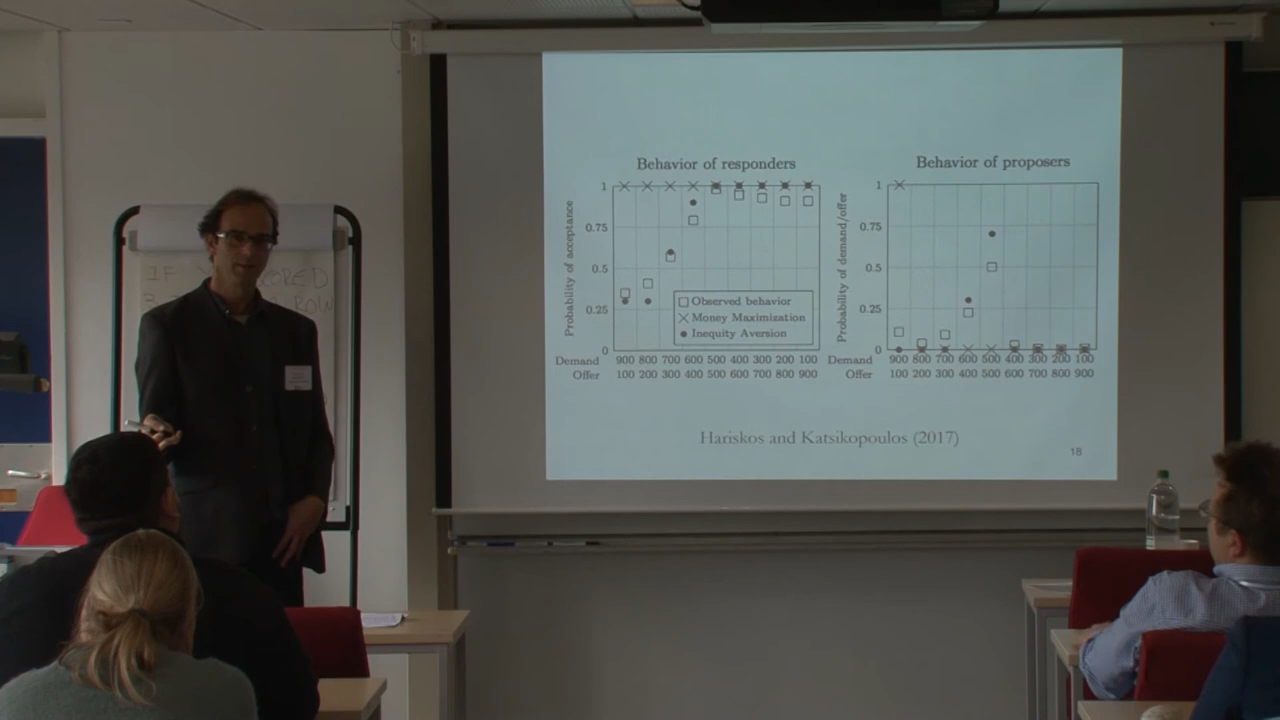 Behavior of responders
Probability of acceptance
1
0.75
0.5
0.25
0
Observed behavior
Money Maximization
Inequity Aversion
Demand 900 800 700 600 500 400 300 200 100
Offer 100 200 300 400 500 600 700 800 900
Behavior of proposers
Probability of demand/offer
1
0.75
0.5
0.25
0
Demand 900 800 700 600 500 400 300 200 100
Offer 100 200 300 400 500 600 700 800 900
Hariskos and Katsikopoulos (2017)
18
IF
ROW